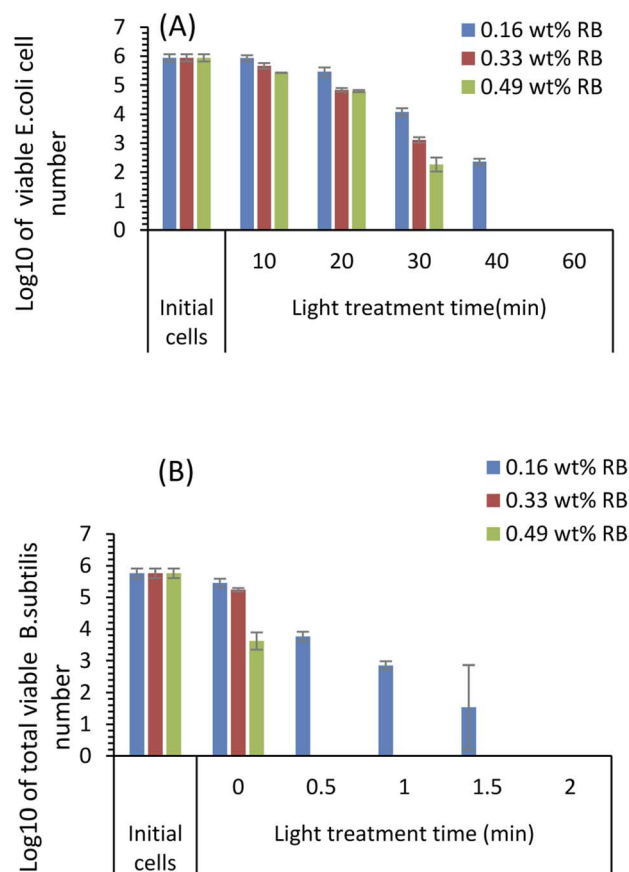 (A)
0.16 wt% RB
0.33 wt% RB
0.49 wt% RB
Log10 of viable E.coli cell
number
7
6
5
4
3
2
1
0
10 20 30 40 60
Initial
cells
Light treatment time(min)
(B)
0.16 wt% RB
0.33 wt% RB
0.49 wt% RB
Log10 of total viable B.subtilis
number
7
6
5
4
3
2
1
0
0 0.5 1 1.5 2
Initial
cells
Light treatment time (min)